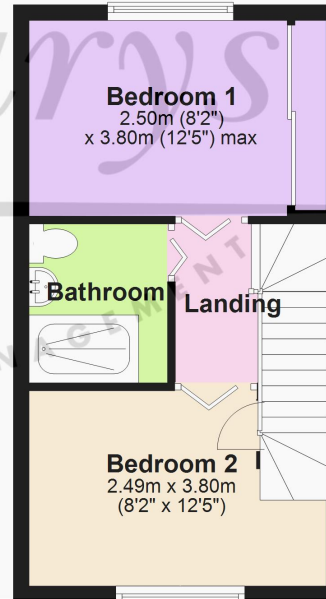 Bedroom 1
2.50m (8'2")
x 3.80m (12'5") max
Bathroom
Landing
Bedroom 2
2.49m x 3.80m
(8'2" x 12'5")